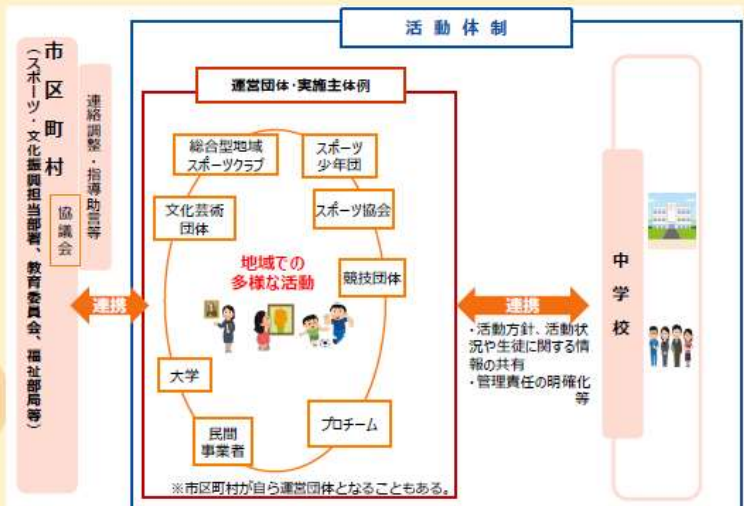 活動体制
市区町村
（スポーツ・文化振興担当部署、教育委員会、福祉部局等）
連絡調整・指導助言等
協議会
連携
運営団体・実施主体例
総合型地域
スポーツクラブ
スポーツ
少年団
文化芸術
団体
スポーツ協会
地域での
多様な活動
競技団体
大学
民間
事業者
プロチーム
※市区町村が自ら運営団体となることもある。
連携
・活動方針、活動状
況や生徒に関する情
報の共有
・管理責任の明確化
等
中学校